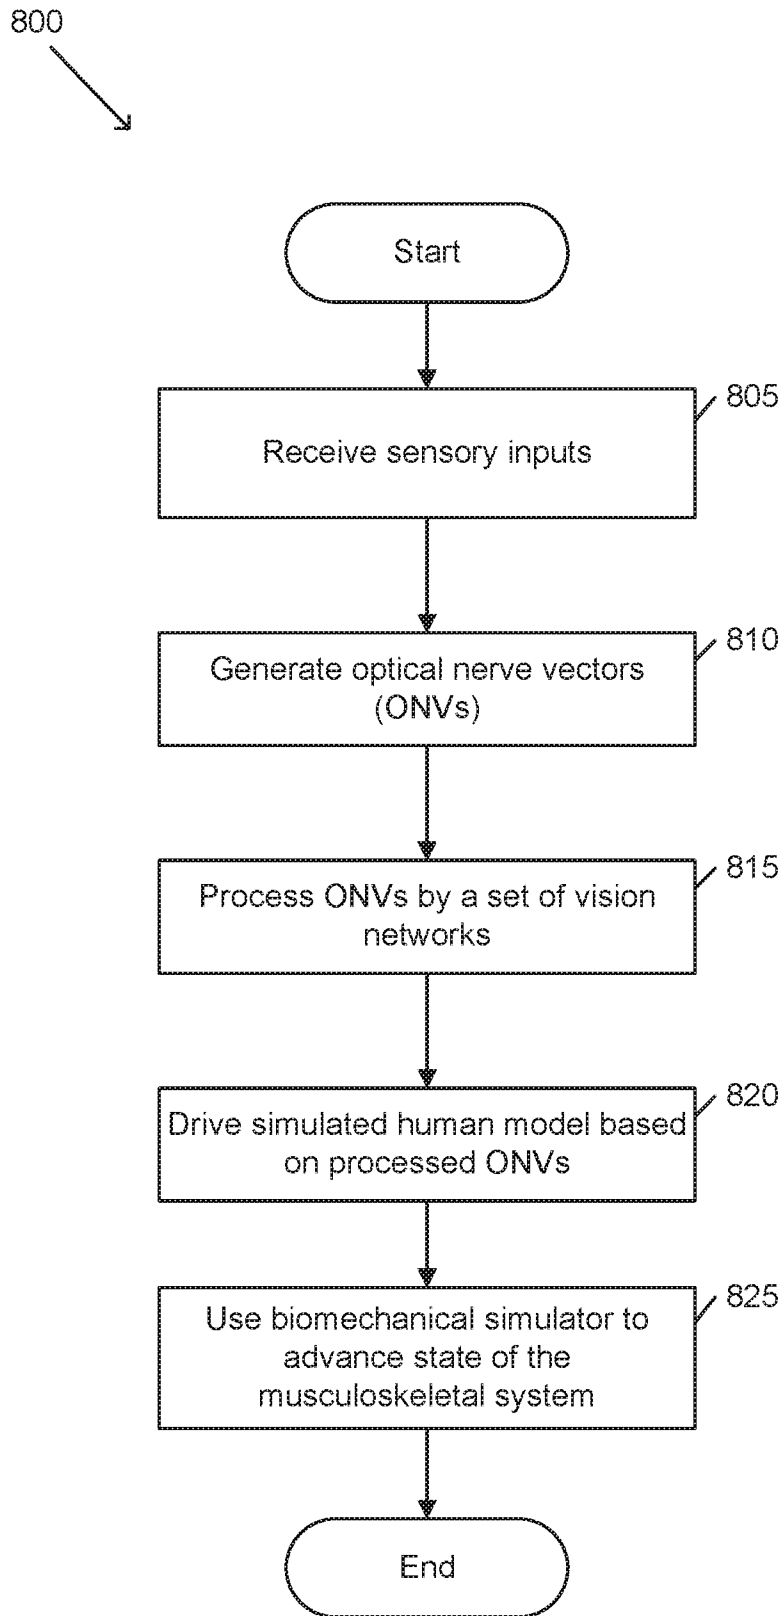 800
Start
805
Receive sensory inputs
810
Generate optical nerve vectors
(ONVs)
815
Process ONVs by a set of vision
networks
820
Drive simulated human model based
on processed ONVs
825
Use biomechanical simulator to
advance state of the
musculoskeletal system
End